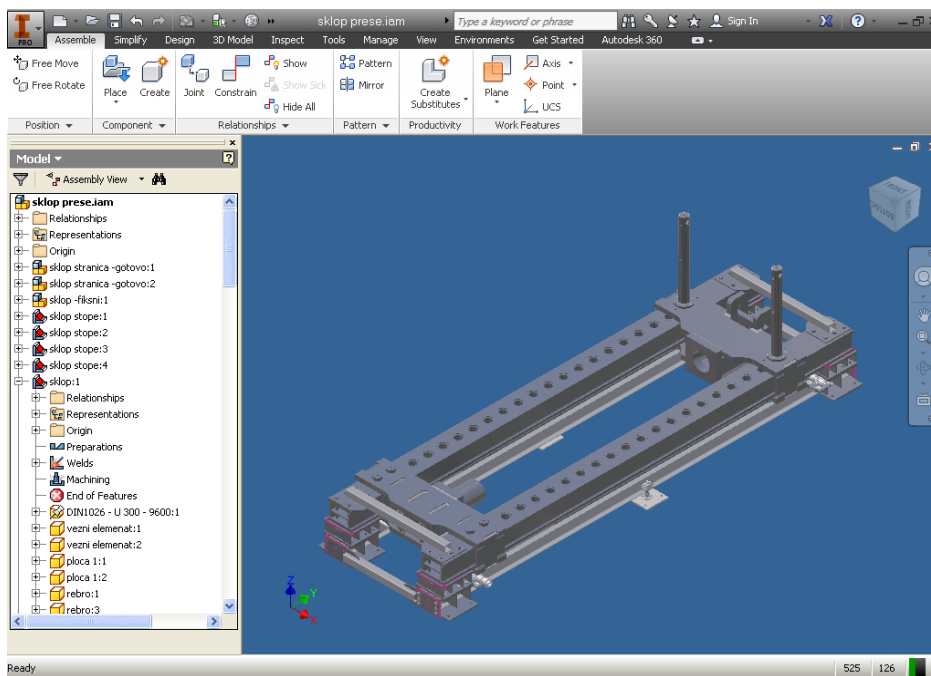 sklop prese.iam Type a keyword or phrase Sign In
PRO Assemble Simplify Design 3D Model Inspect Tools Manage View Environments Get Started Autodesk 360
Free Move
Free Rotate
Place
Create
Joint
Constrain
Show
Show Sick
Hide All
Pattern
Mirror
Create
Substitutes
Plane
Axis
Point
UCS
Position Component Relationships Pattern Productivity Work Features
Model
Assembly View
sklop prese.iam
Relationships
Representations
Origin
sklop stranica -gotovo:1
sklop stranica -gotovo:2
sklop -fiksni:1
sklop stope:1
sklop stope:2
sklop stope:3
sklop stope:4
sklop:1
Relationships
Representations
Origin
Preparations
Welds
Machining
End of Features
DIN1026 - U 300 - 9600:1
vezni elemenat:1
vezni elemenat:2
ploca 1:1
ploca 1:2
rebro:1
rebro:3
FRONT
BOTTOM
Z
Y
X
Ready 525 126